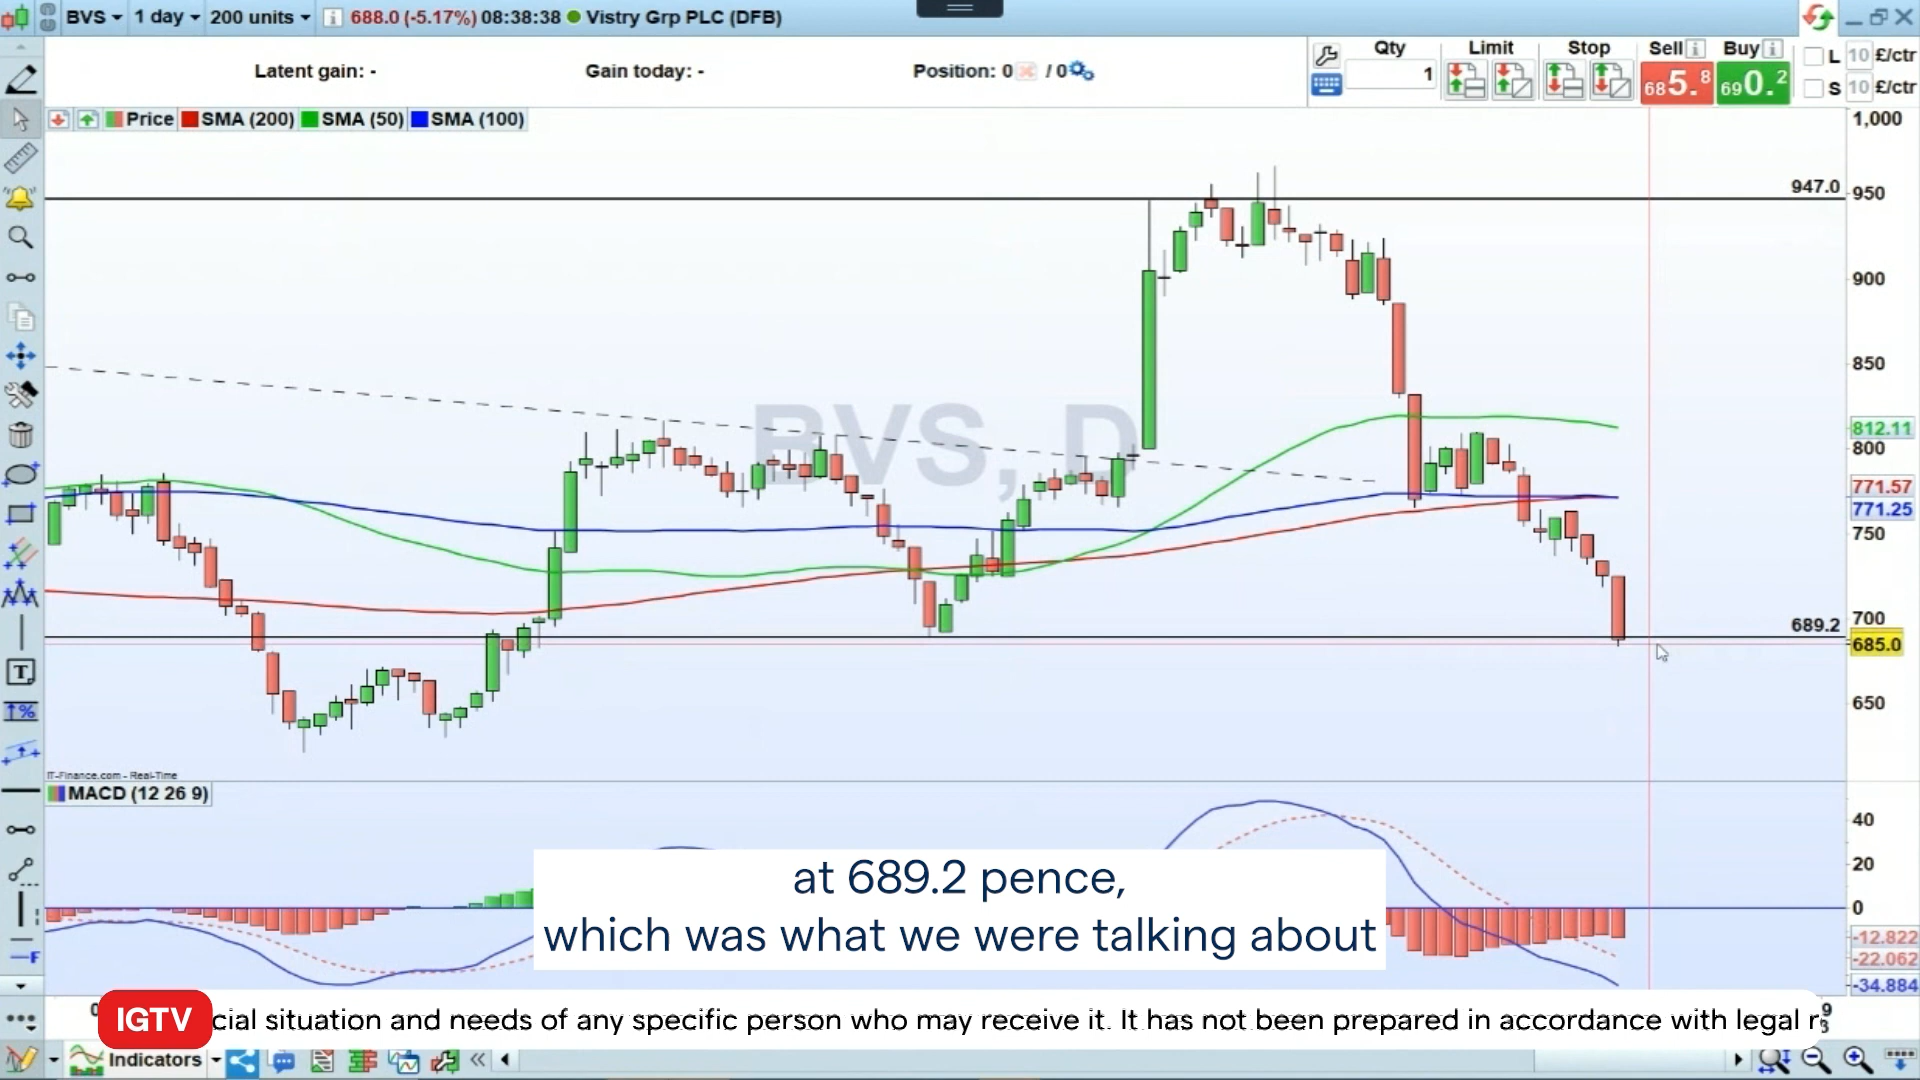 BVS 1 day 200 units 688.0 (-5.17%) 08:38:38 Vistry Grp PLC (DFB)
Latent gain: - Gain today: - Position: 0 / 0
Qty Limit Stop Sell Buy
1
685.8 690.2
L 10 £/ctr
S 10 £/ctr
Price SMA (200) SMA (50) SMA (100)
1,000
947.0 950
900
850
BVS, D
812.11
800
771.57
771.25
750
700
689.2
685.0
650
IT-Finance.com - Real-Time
MACD (12 26 9)
40
20
0
-12.822
-22.062
-34.884
at 689.2 pence,
which was what we were talking about
IGTV cial situation and needs of any specific person who may receive it. It has not been prepared in accordance with legal r
Indicators